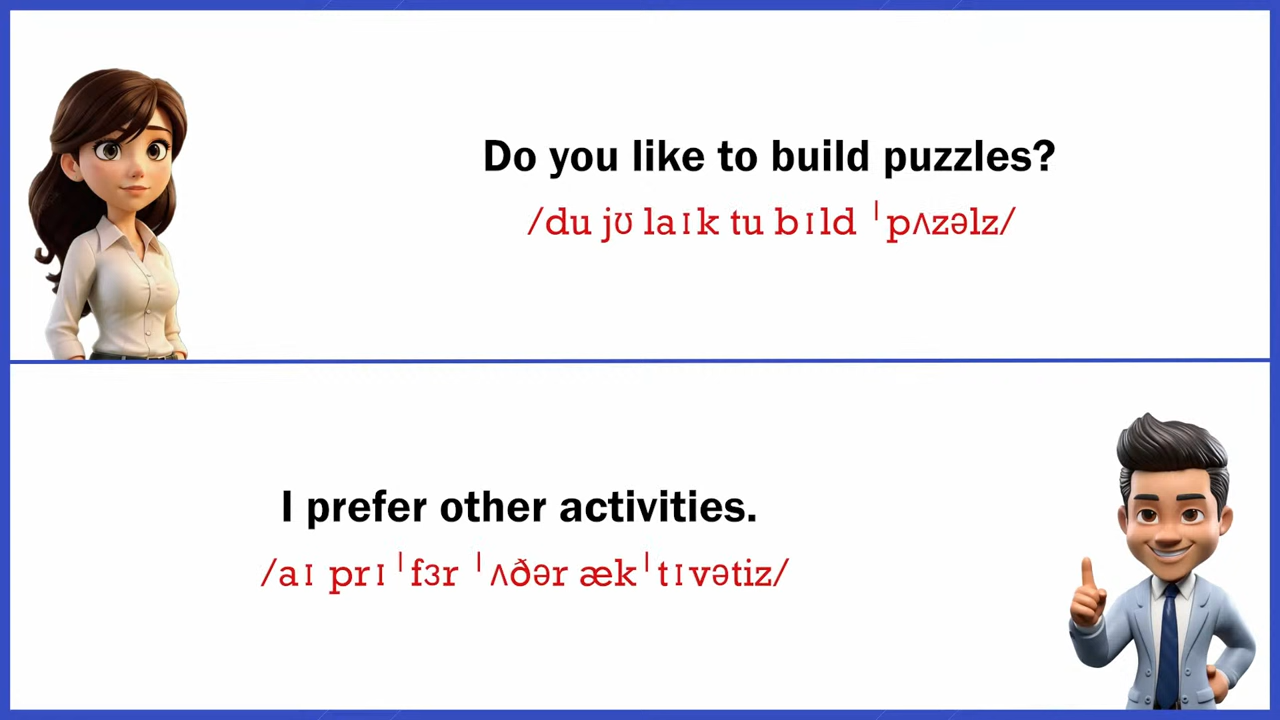 Do you like to build puzzles?
/du jʊ laɪk tu bɪld ˈpʌzəlz/
I prefer other activities.
/aɪ prɪˈfɜr ˈʌðər ækˈtɪvətiz/